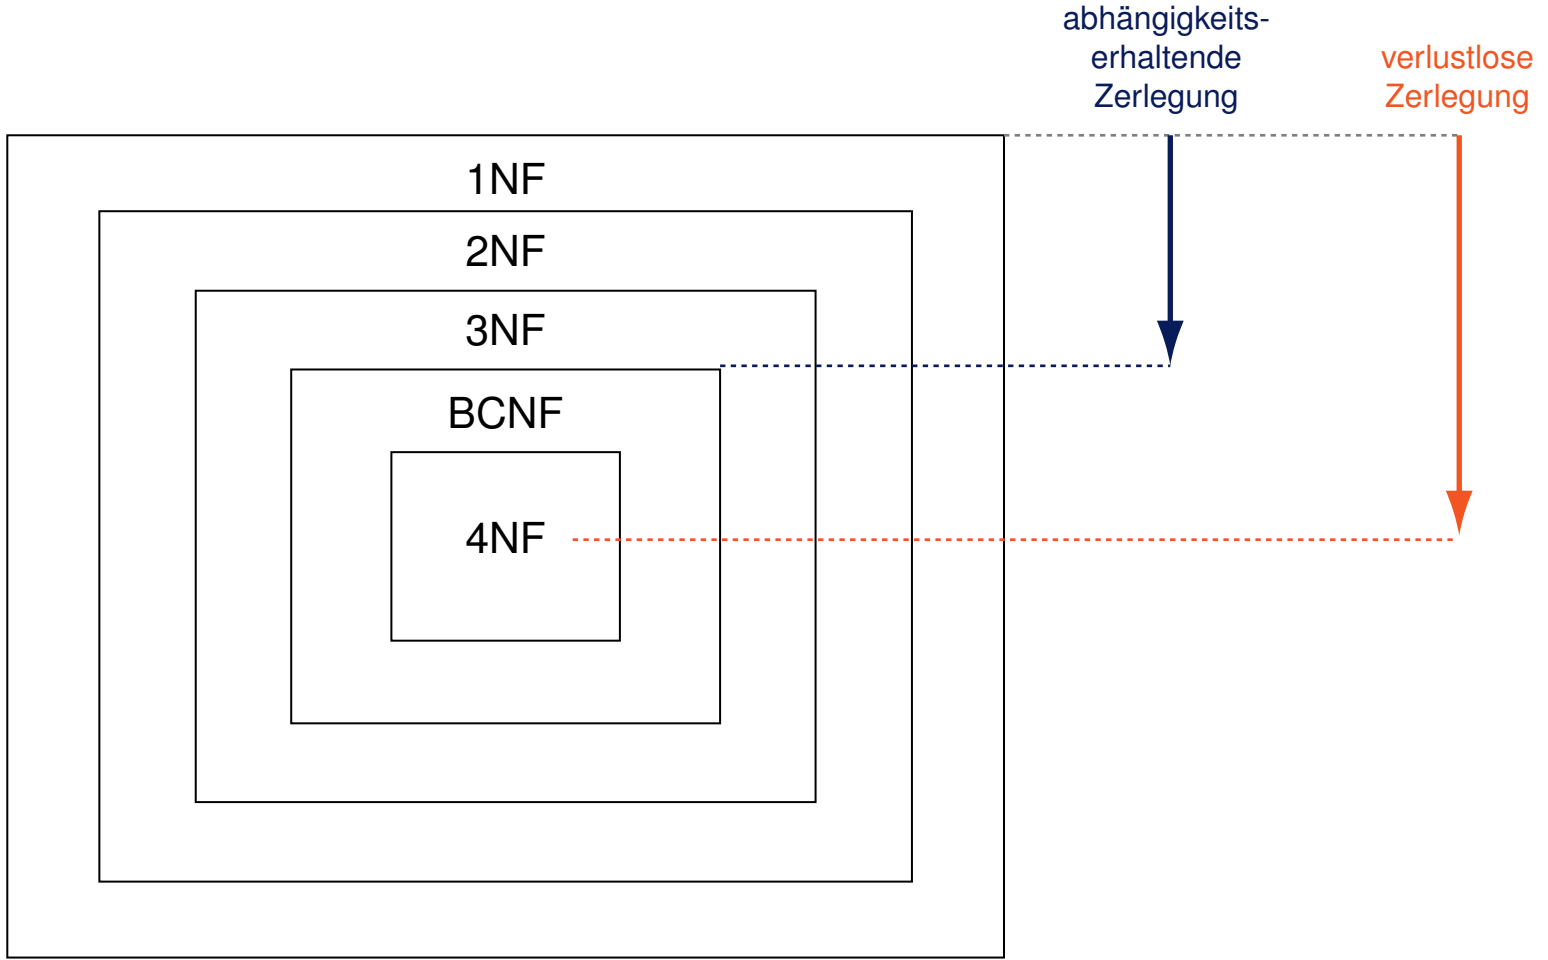 abhängigkeits-
erhaltende
Zerlegung
verlustlose
Zerlegung
1NF
2NF
3NF
BCNF
4NF